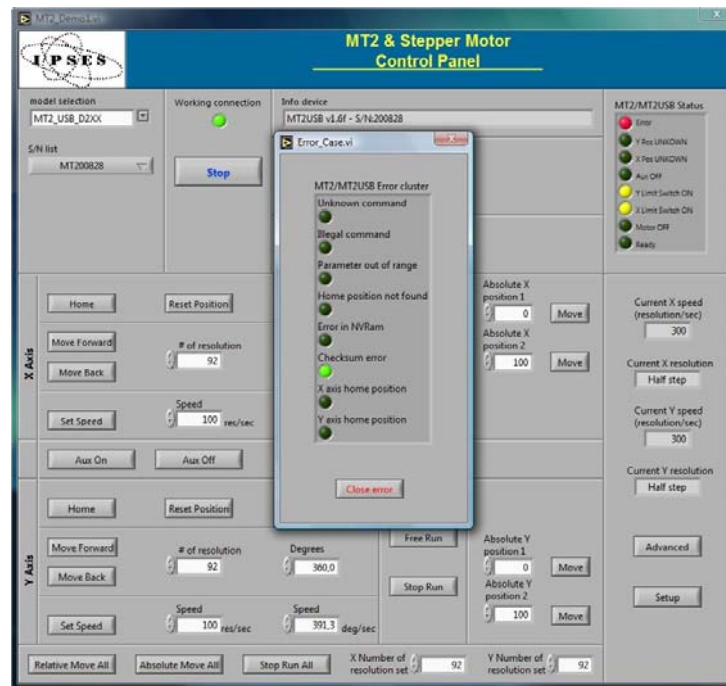 MT2_Demo1.vi
MT2 & Stepper Motor
Control Panel
IPSES
model selection
MT2_USB_D2XX
S/N list
MT200828
Working connection
Stop
Info device
MT2USB v1.6f - S/N:200828
MT2/MT2USB Status
Error
Y Pos UNKOWN
X Pos UNKOWN
Aux OFF
Y Limit Switch ON
X Limit Switch ON
Motor OFF
Ready
Error_Case.vi
MT2/MT2USB Error cluster
Unknown command
Illegal command
Parameter out of range
Home position not found
Error in NVRam
Checksum error
X axis home position
Y axis home position
Close error
X Axis
Home
Reset Position
Move Forward
Move Back
# of resolution
92
Set Speed
Speed
100 res/sec
Absolute X
position 1
0
Move
Absolute X
position 2
100
Move
Current X speed
(resolution/sec)
300
Current X resolution
Half step
Current Y speed
(resolution/sec)
300
Current Y resolution
Half step
Advanced
Setup
Aux On
Aux Off
Y Axis
Home
Reset Position
Move Forward
Move Back
# of resolution
92
Degrees
360,0
Free Run
Stop Run
Set Speed
Speed
100 res/sec
Speed
391,3 deg/sec
Absolute Y
position 1
0
Move
Absolute Y
position 2
100
Move
Relative Move All
Absolute Move All
Stop Run All
X Number of
resolution set
92
Y Number of
resolution set
92